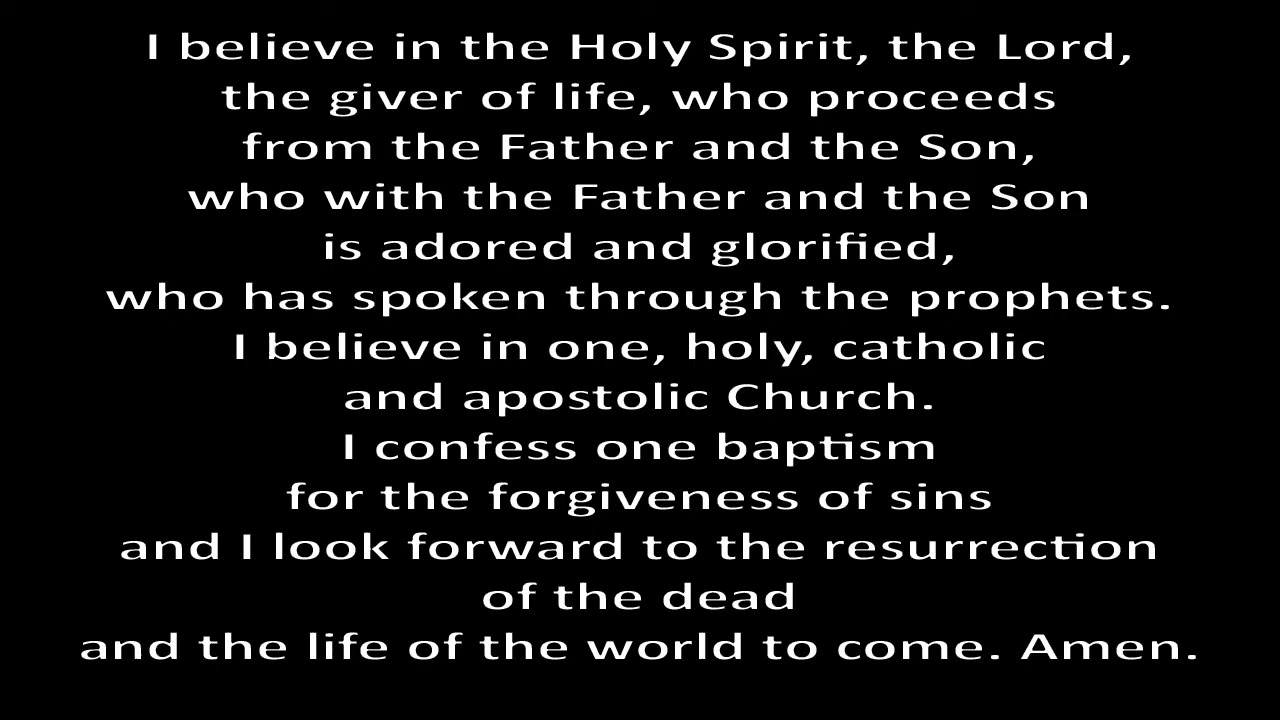 I believe in the Holy Spirit, the Lord,
the giver of life, who proceeds
from the Father and the Son,
who with the Father and the Son
is adored and glorified,
who has spoken through the prophets.
I believe in one, holy, catholic
and apostolic Church.
I confess one baptism
for the forgiveness of sins
and I look forward to the resurrection
of the dead
and the life of the world to come. Amen.